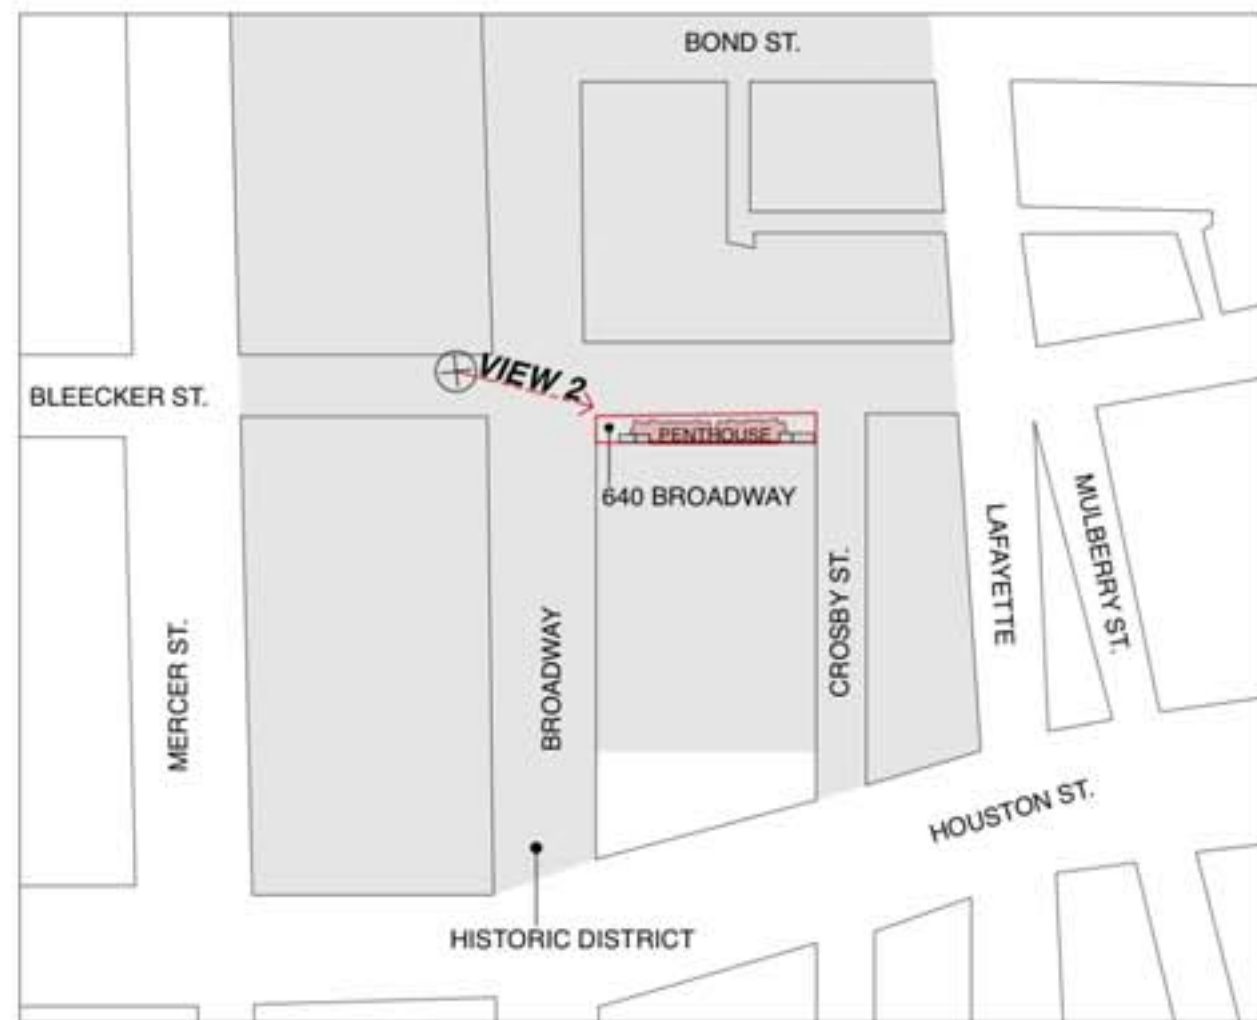 BOND ST.
VIEW 2
BLEECKER ST.
PENTHOUSE
640 BROADWAY
MERCER ST.
BROADWAY
CROSBY ST.
LAFAYETTE
MULBERRY ST.
HOUSTON ST.
HISTORIC DISTRICT